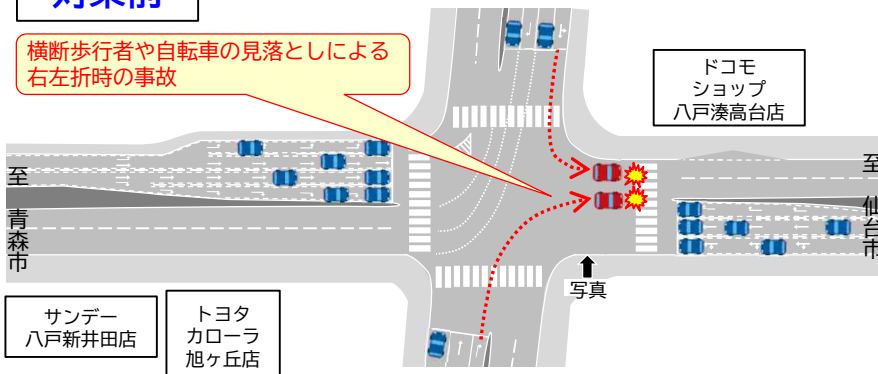 対策前
横断歩行者や自転車の見落としによる
右左折時の事故
ドコモ
ショップ
八戸湊高台店
至
青森市
至
仙台市
写真
サンデー
八戸新井田店
トヨタ
カローラ
旭ヶ丘店